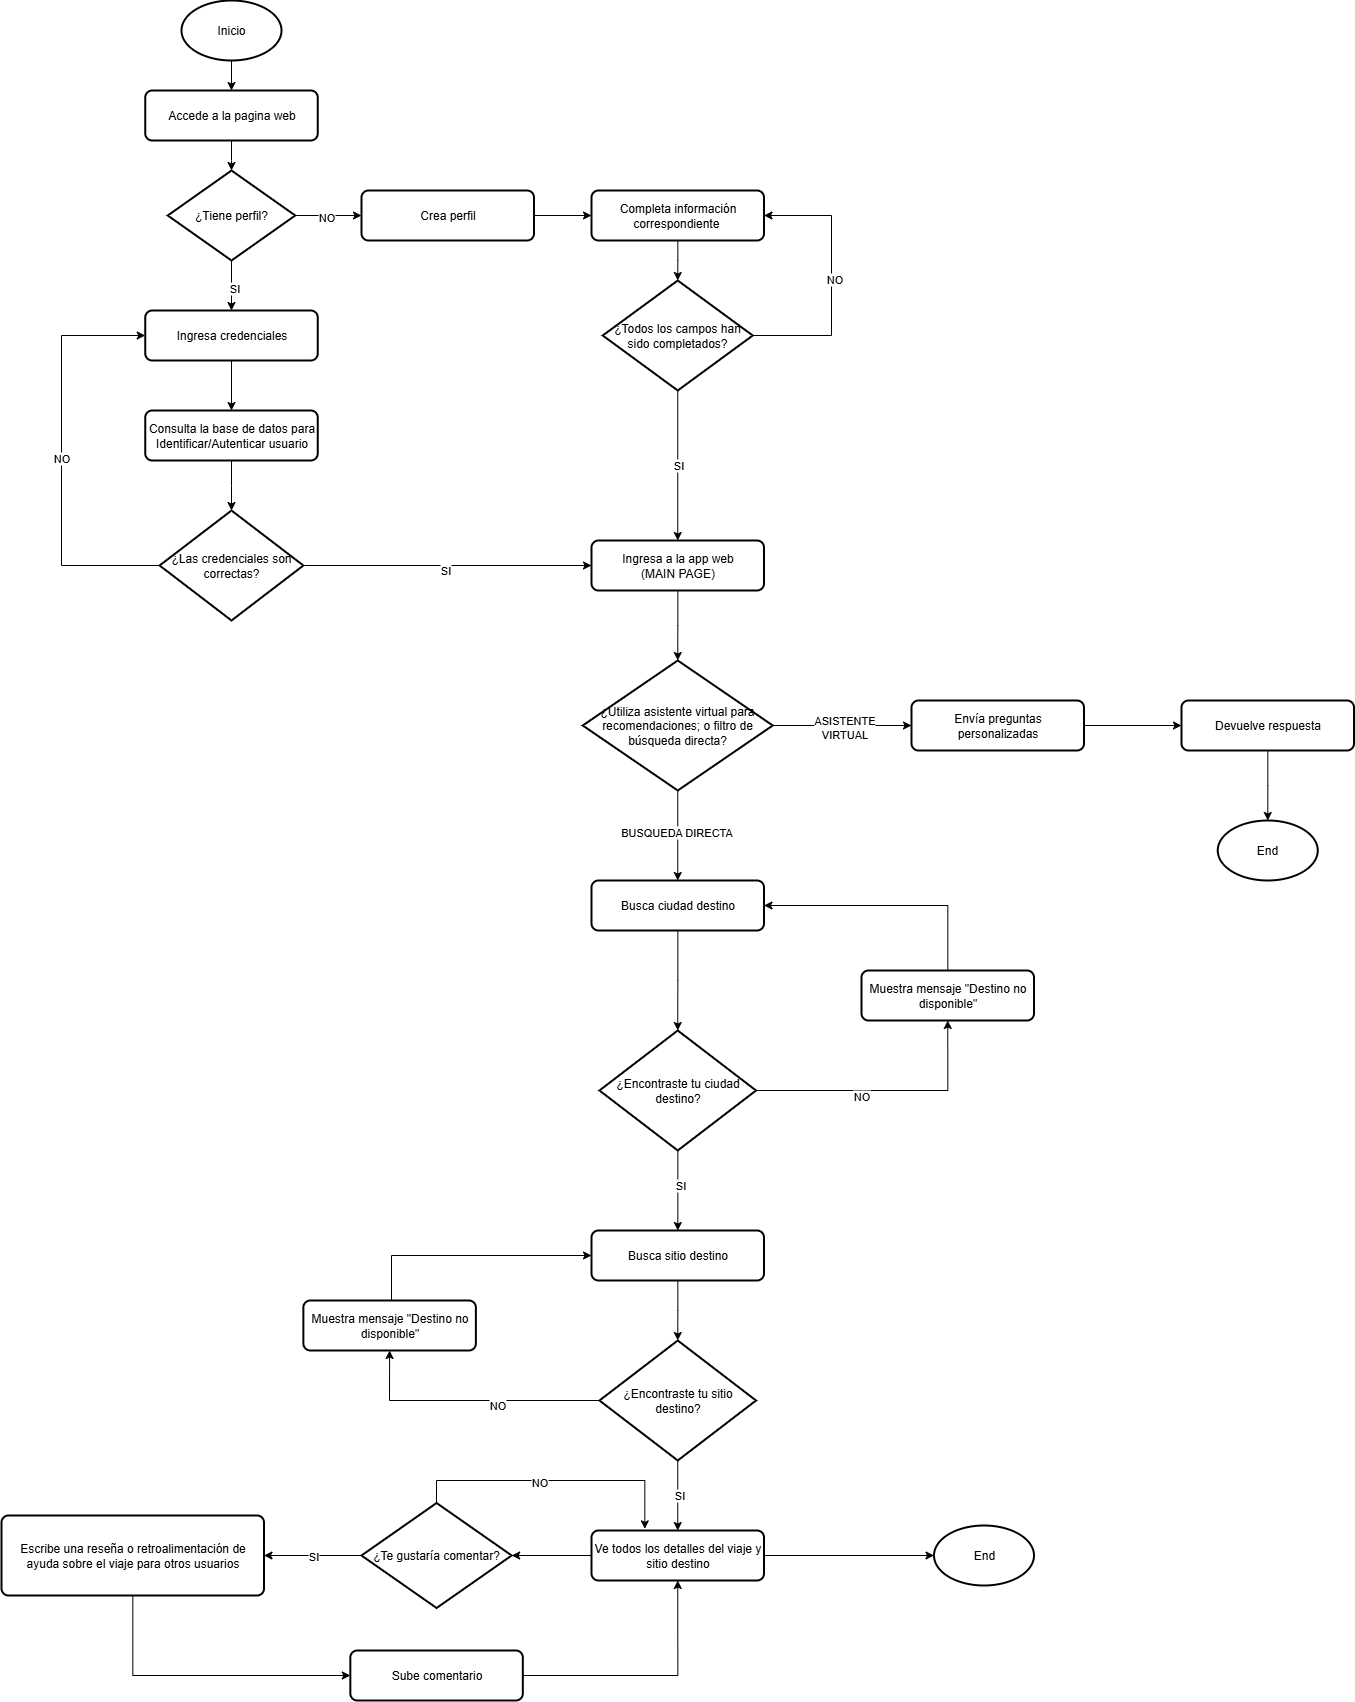 Inicio
Accede a la pagina web
¿Tiene perfil?
NO
Crea perfil
Completa información
correspondiente
NO
SI
¿Todos los campos han
sido completados?
Ingresa credenciales
Consulta la base de datos para
Identificar/Autenticar usuario
NO
SI
¿Las credenciales son
correctas?
SI
Ingresa a la app web
(MAIN PAGE)
¿Utiliza asistente virtual para
recomendaciones; o filtro de
búsqueda directa?
ASISTENTE
VIRTUAL
Envía preguntas
personalizadas
Devuelve respuesta
End
BUSQUEDA DIRECTA
Busca ciudad destino
Muestra mensaje "Destino no
disponible"
¿Encontraste tu ciudad
destino?
NO
SI
Busca sitio destino
Muestra mensaje "Destino no
disponible"
¿Encontraste tu sitio
destino?
NO
SI
NO
Escribe una reseña o retroalimentación de
ayuda sobre el viaje para otros usuarios
SI
¿Te gustaría comentar?
Ve todos los detalles del viaje y
sitio destino
End
Sube comentario